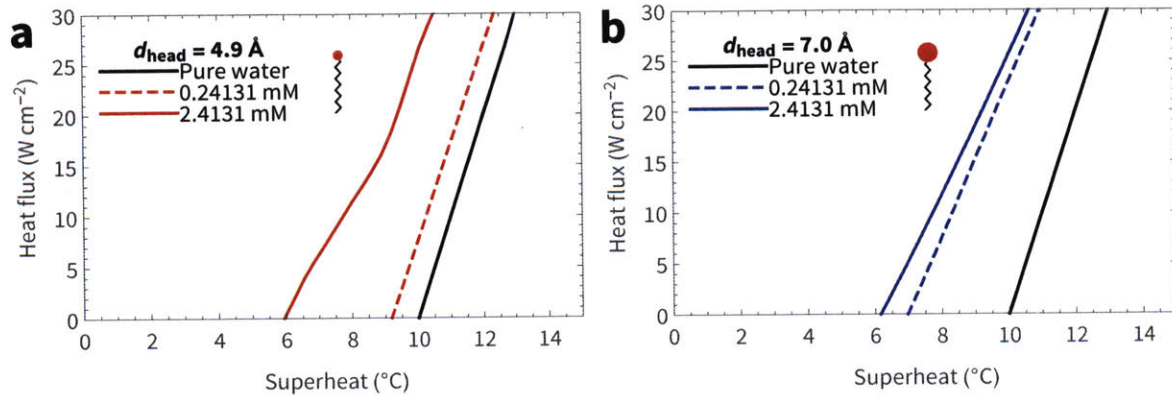 a
30
25
20
15
10
5
0
Heat flux (W cm⁻²)
d_head = 4.9 Å
Pure water
0.24131 mM
2.4131 mM
0 2 4 6 8 10 12 14
Superheat (°C)
b
30
25
20
15
10
5
0
Heat flux (W cm⁻²)
d_head = 7.0 Å
Pure water
0.24131 mM
2.4131 mM
0 2 4 6 8 10 12 14
Superheat (°C)